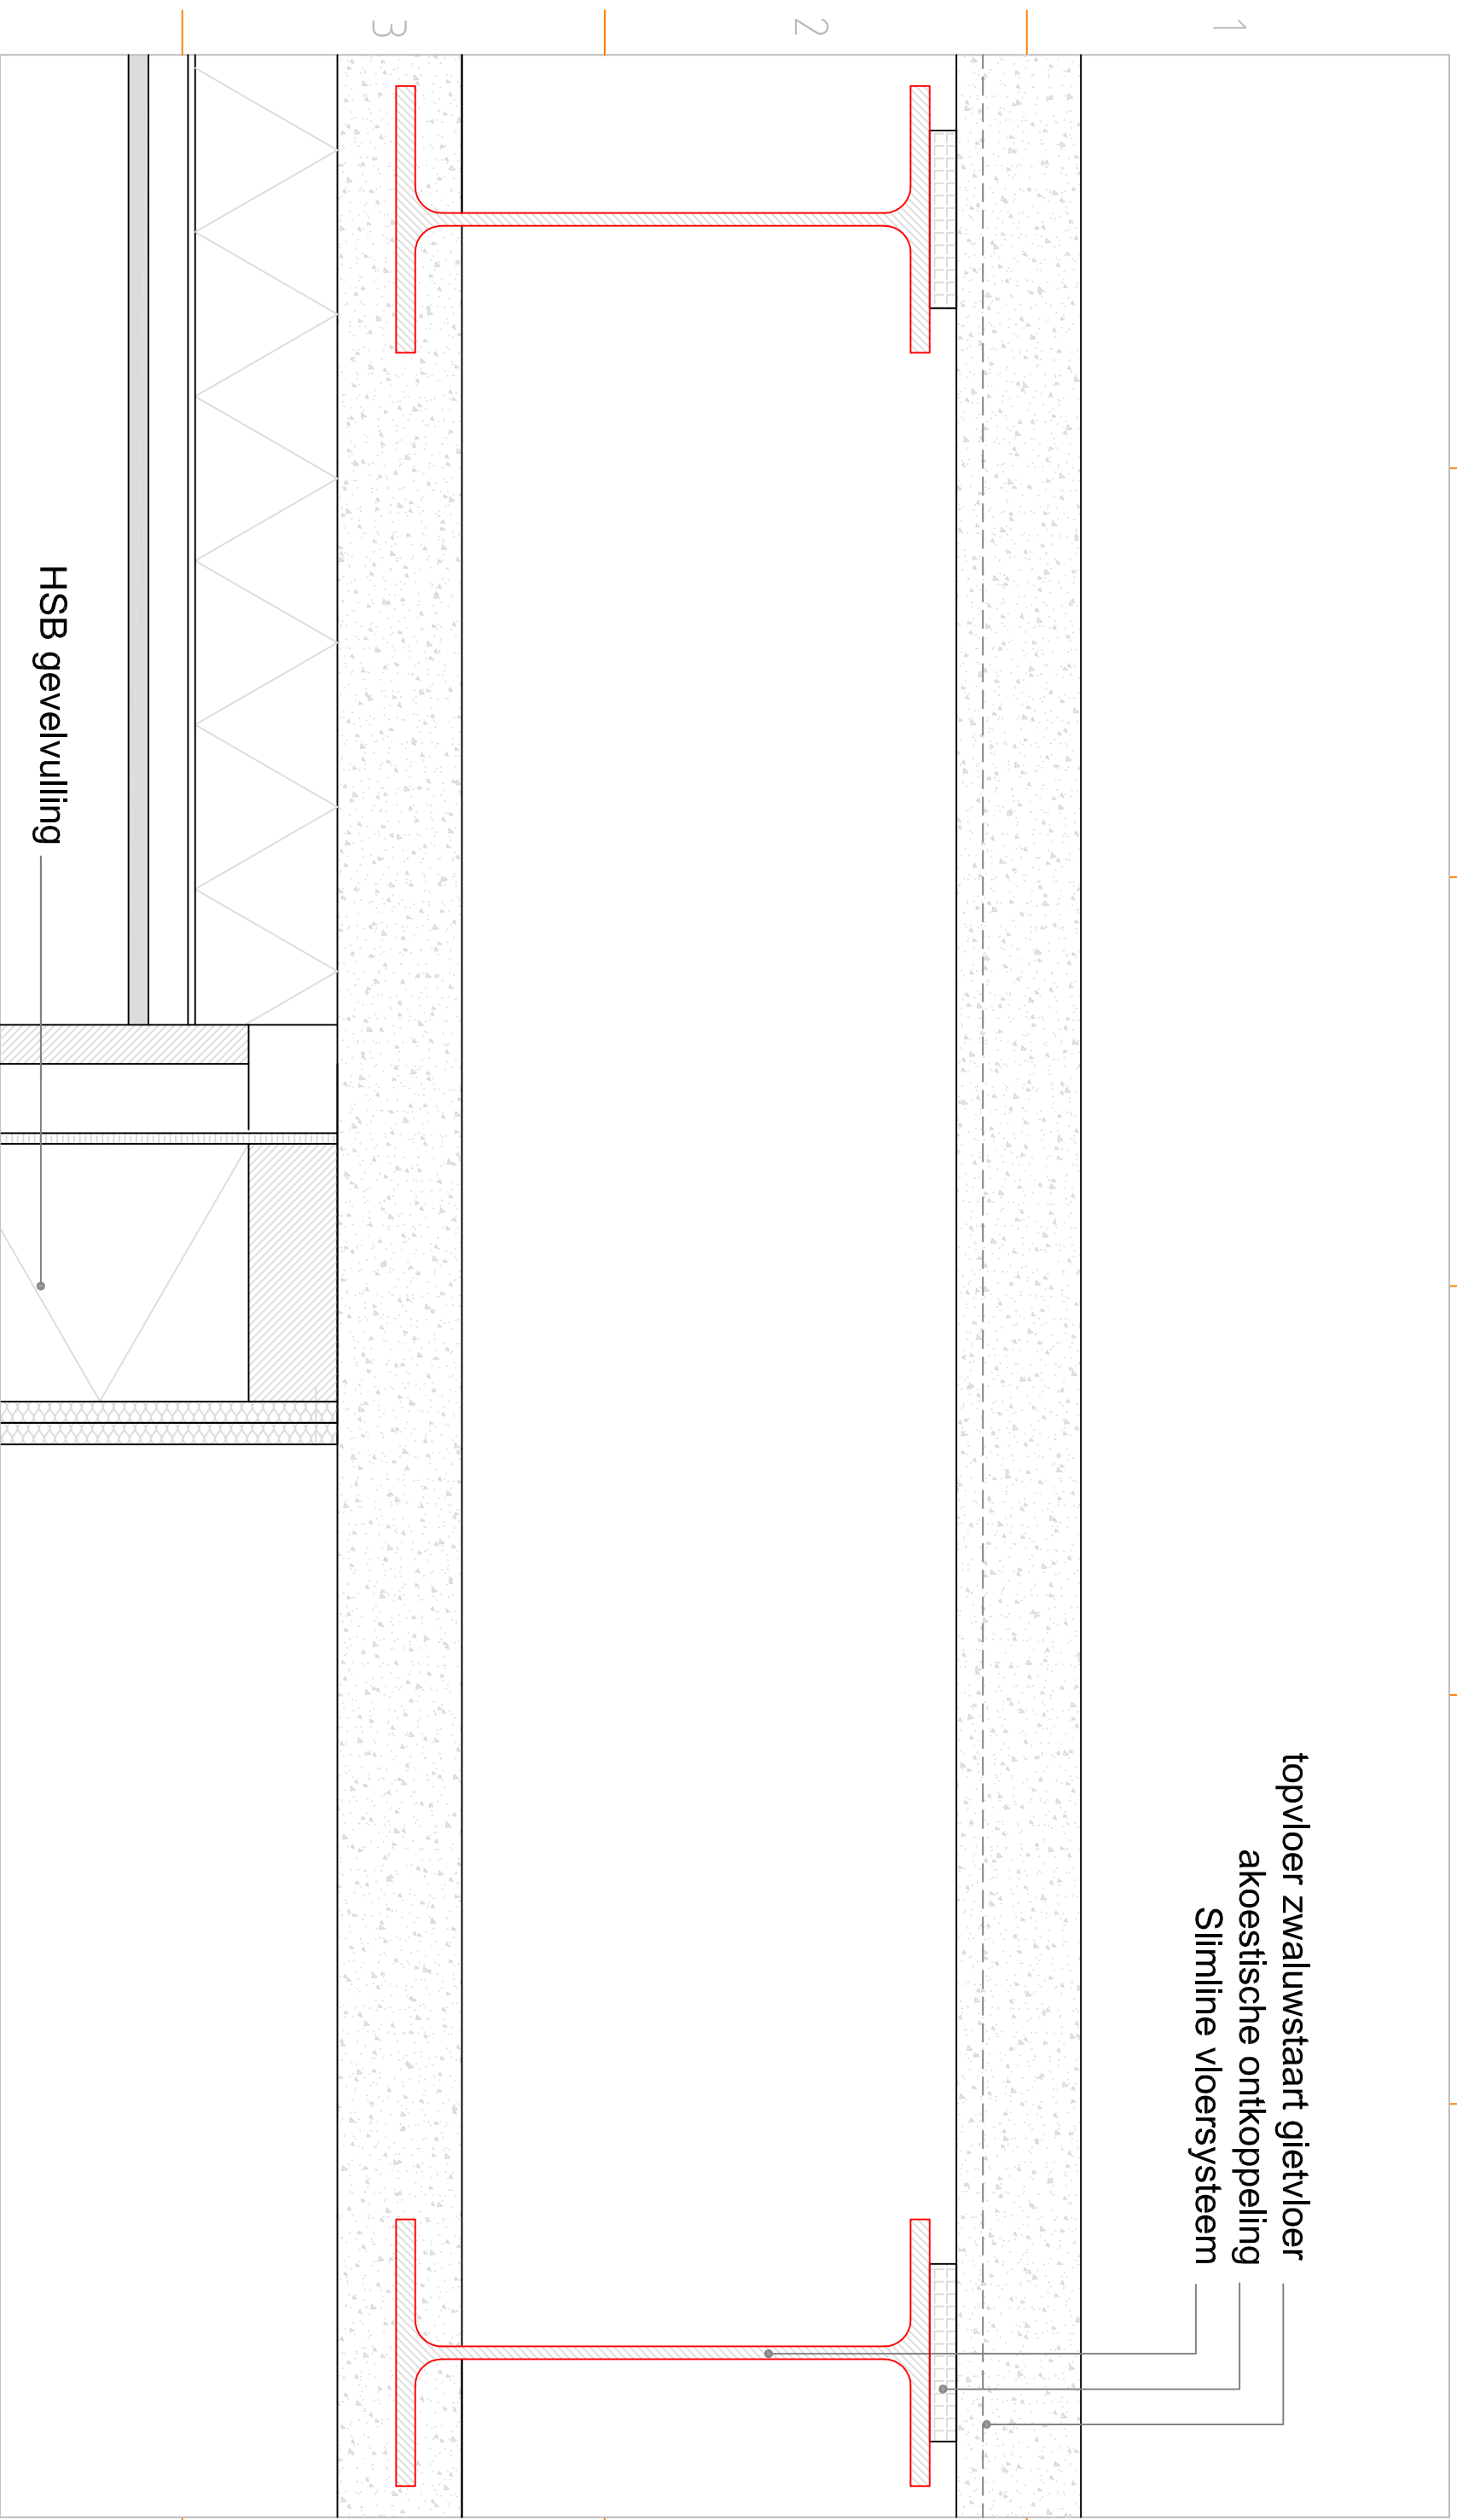 1
2
3
topvloer zwaluwstaart gietvloer
akoestische ontkoppeling
Slimline vloersysteem
HSB gevelvulling